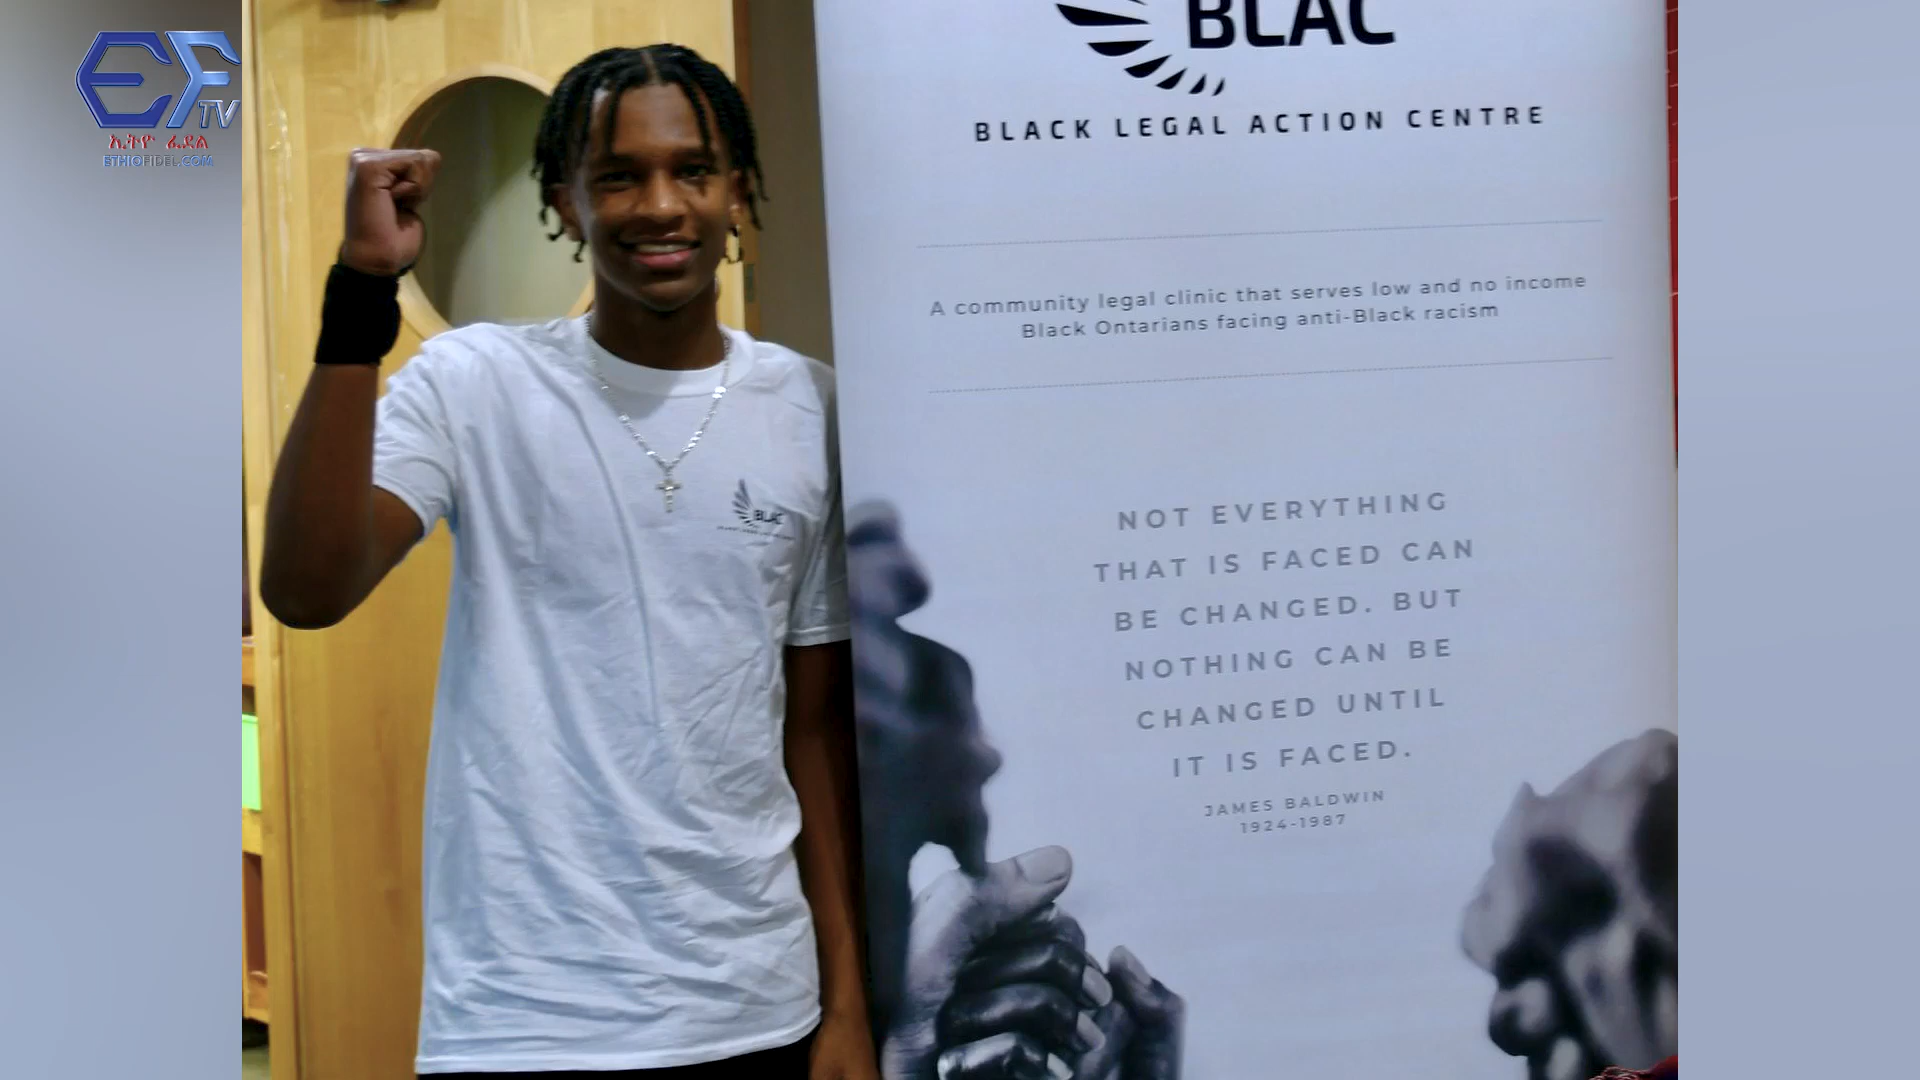 EF
TV
ኢትዮ ፊደል
ETHIOFIDEL.COM
BLAC
BLACK LEGAL ACTION CENTRE
A community legal clinic that serves low and no income
Black Ontarians facing anti-Black racism
BLAC
NOT EVERYTHING
THAT IS FACED CAN
BE CHANGED. BUT
NOTHING CAN BE
CHANGED UNTIL
IT IS FACED.
JAMES BALDWIN
1924-1987